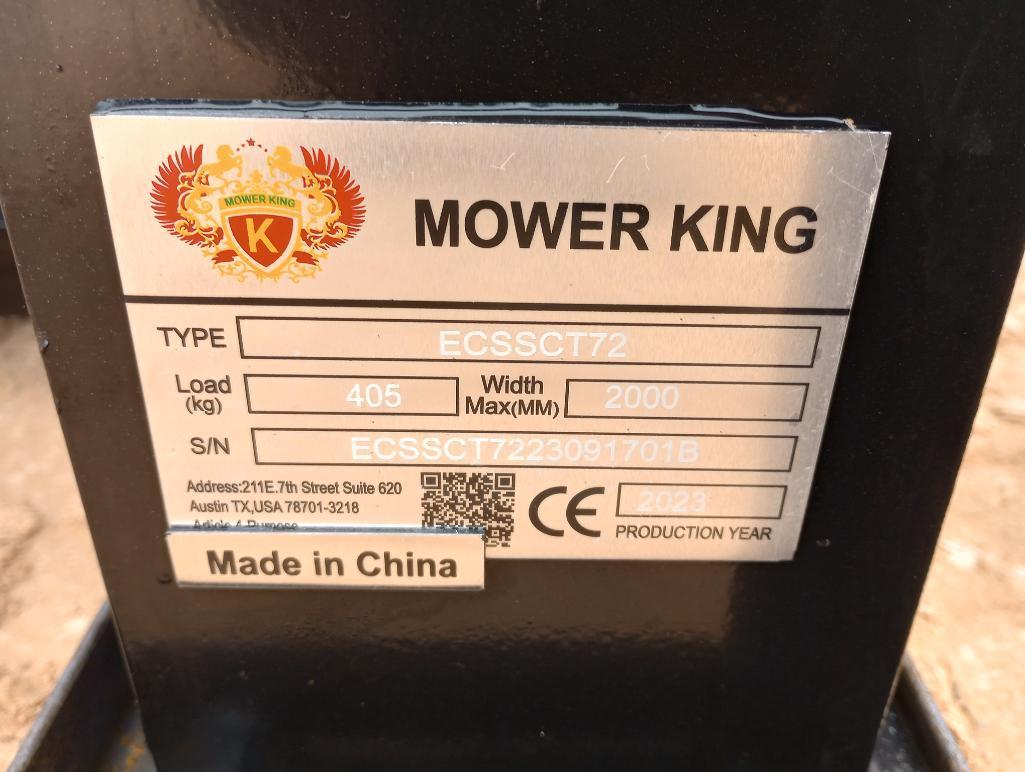 MOWER KING
K
MOWER KING
TYPE ECSSCT72
Load (kg) 405 Width Max(MM) 2000
S/N ECSSCT7223091701B
Address:211E.7th Street Suite 620
Austin TX,USA 78701-3218
CE 2023
PRODUCTION YEAR
Made in China